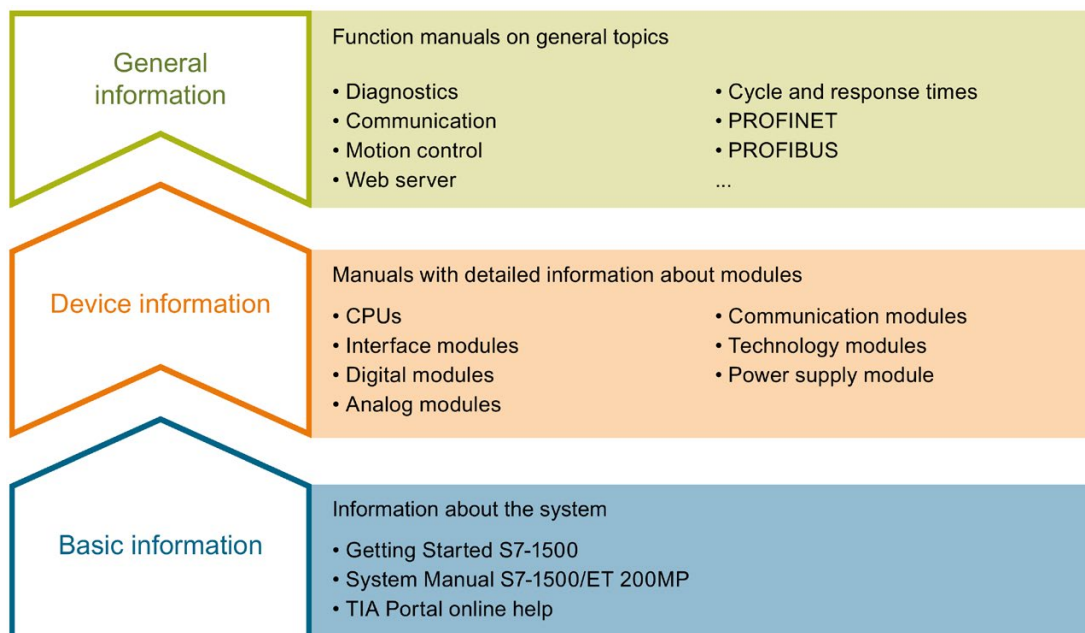 General
information
Function manuals on general topics
• Diagnostics
• Communication
• Motion control
• Web server
• Cycle and response times
• PROFINET
• PROFIBUS
...
Device information
Manuals with detailed information about modules
• CPUs
• Interface modules
• Digital modules
• Analog modules
• Communication modules
• Technology modules
• Power supply module
Basic information
Information about the system
• Getting Started S7-1500
• System Manual S7-1500/ET 200MP
• TIA Portal online help